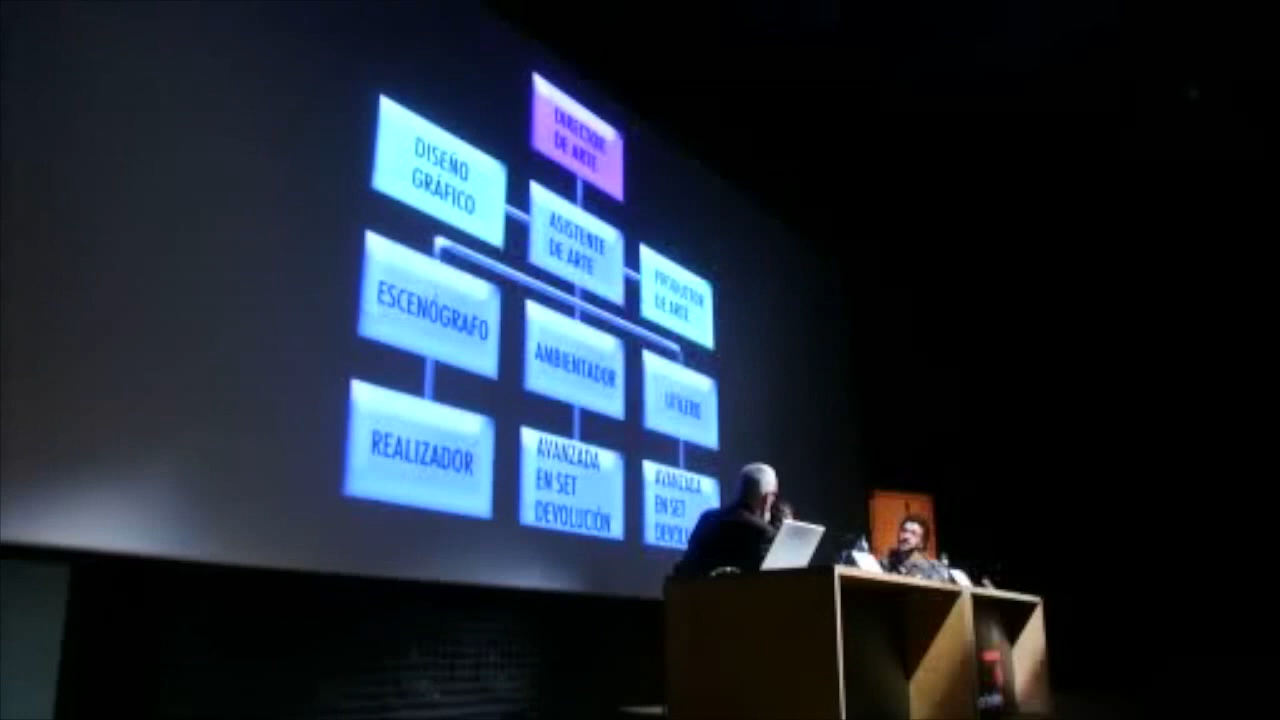 DIRECTOR
DE ARTE
DISEÑO
GRÁFICO
ASISTENTE
DE ARTE
PRODUCTOR
DE ARTE
ESCENÓGRAFO
AMBIENTADOR
UTILERO
REALIZADOR
AVANZADA
EN SET
DEVOLUCIÓN
AVANZADA
EN SET